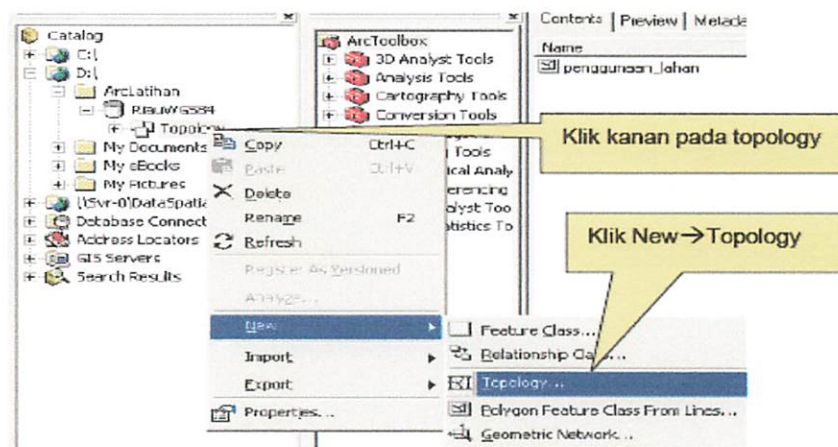 Catalog
C:\
D:\
ArcLatihan
RiauWGS84
Topology
My Documents
My eBooks
My Pictures
Database Connect
Address Locators
GIS Servers
Search Results
ArcToolbox
3D Analyst Tools
Analysis Tools
Cartography Tools
Conversion Tools
Tools
ical Analy
erencing
alyst Too
atistics To
Contents Preview Metada
Name
penggunaan_lahan
Copy Ctrl+C
Paste Ctrl+V
Delete
Rename F2
Refresh
Register As Versioned
Analyze...
New
Import
Export
Properties...
Feature Class...
Relationship Class...
Topology...
Polygon Feature Class From Lines...
Geometric Network...
Klik kanan pada topology
Klik New→Topology